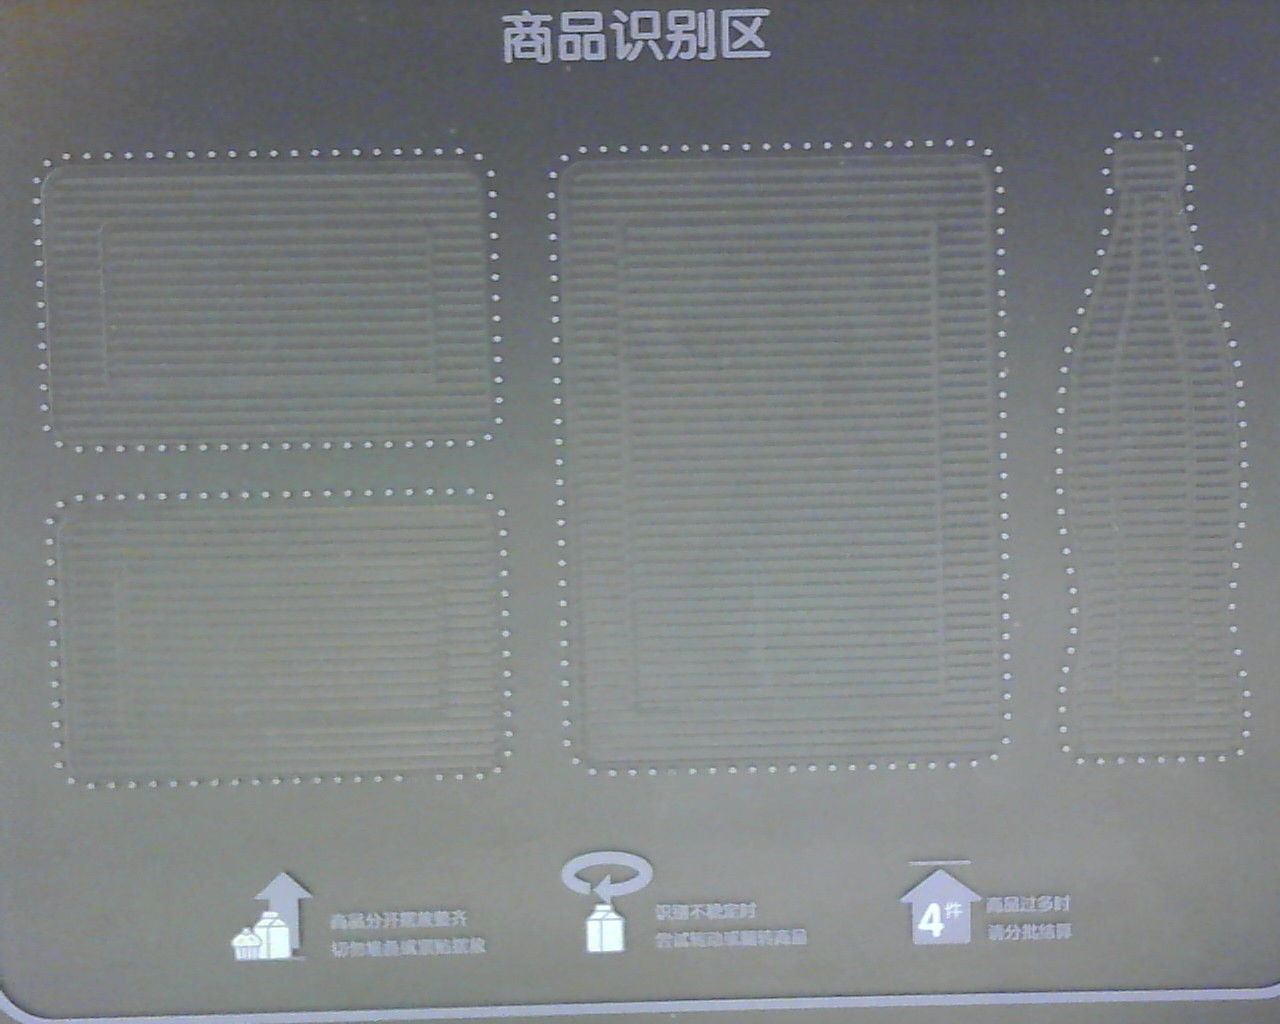 商品识别区
商品分开摆放整齐
切勿堆叠或紧贴摆放
识别不稳定时
尝试转动或翻转商品
4件
商品过多时
请分批结算